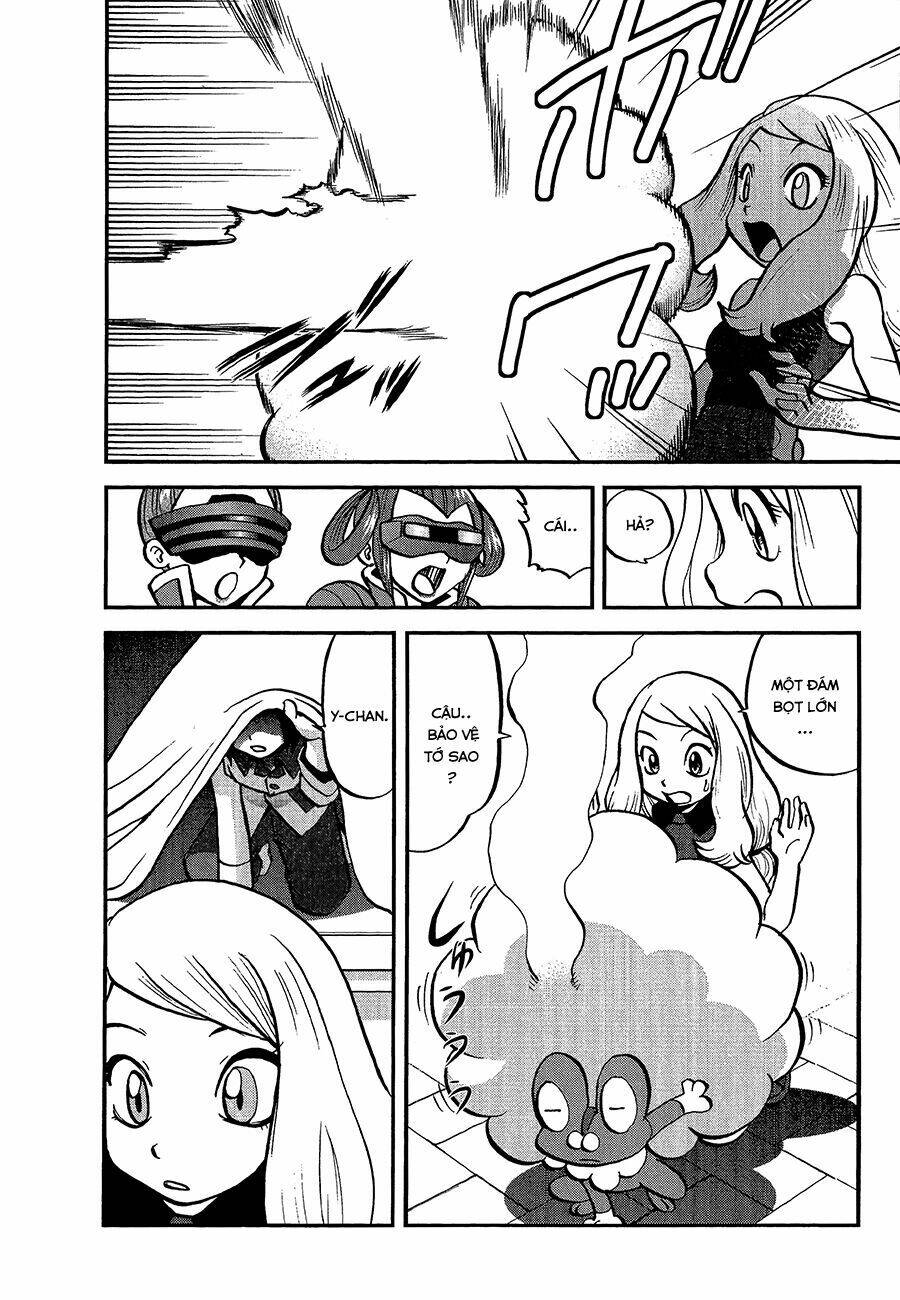 HẢ?
CÁI..
MỘT ĐÁM
BỌT LỚN
...
CẬU..
BẢO VỆ
TỚ SAO
?
Y-CHAN.